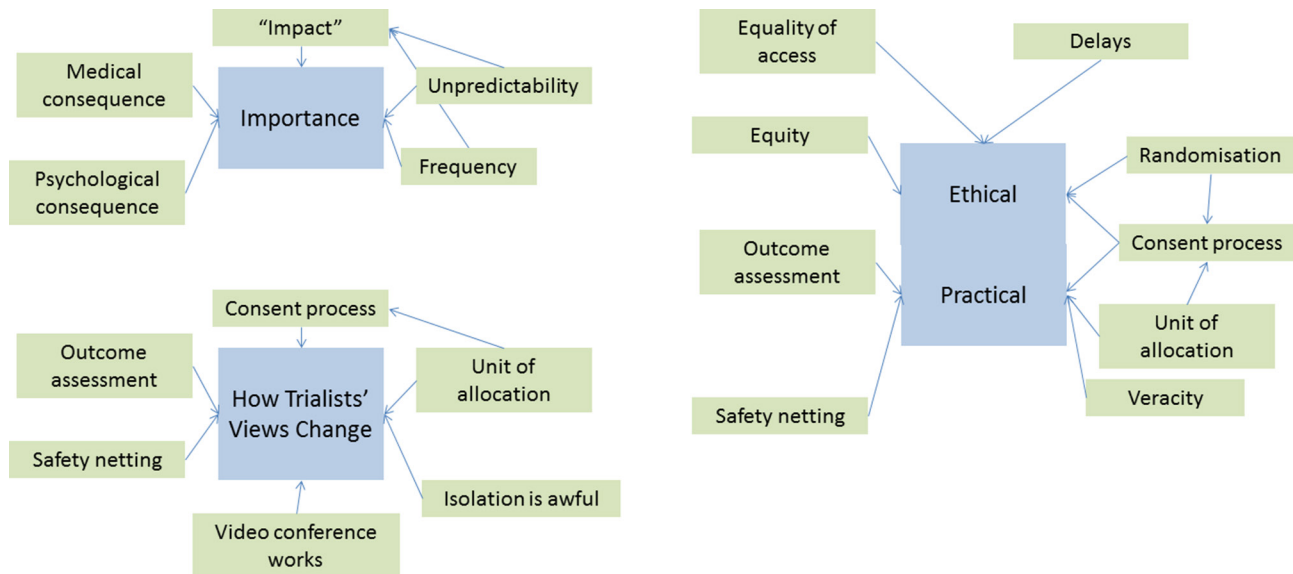 “Impact”
Medical
consequence
Importance
Unpredictability
Psychological
consequence
Frequency
Consent process
Outcome
assessment
How Trialists’
Views Change
Unit of
allocation
Safety netting
Isolation is awful
Video conference
works
Equality of
access
Delays
Equity
Ethical
Randomisation
Consent process
Outcome
assessment
Practical
Unit of
allocation
Veracity
Safety netting